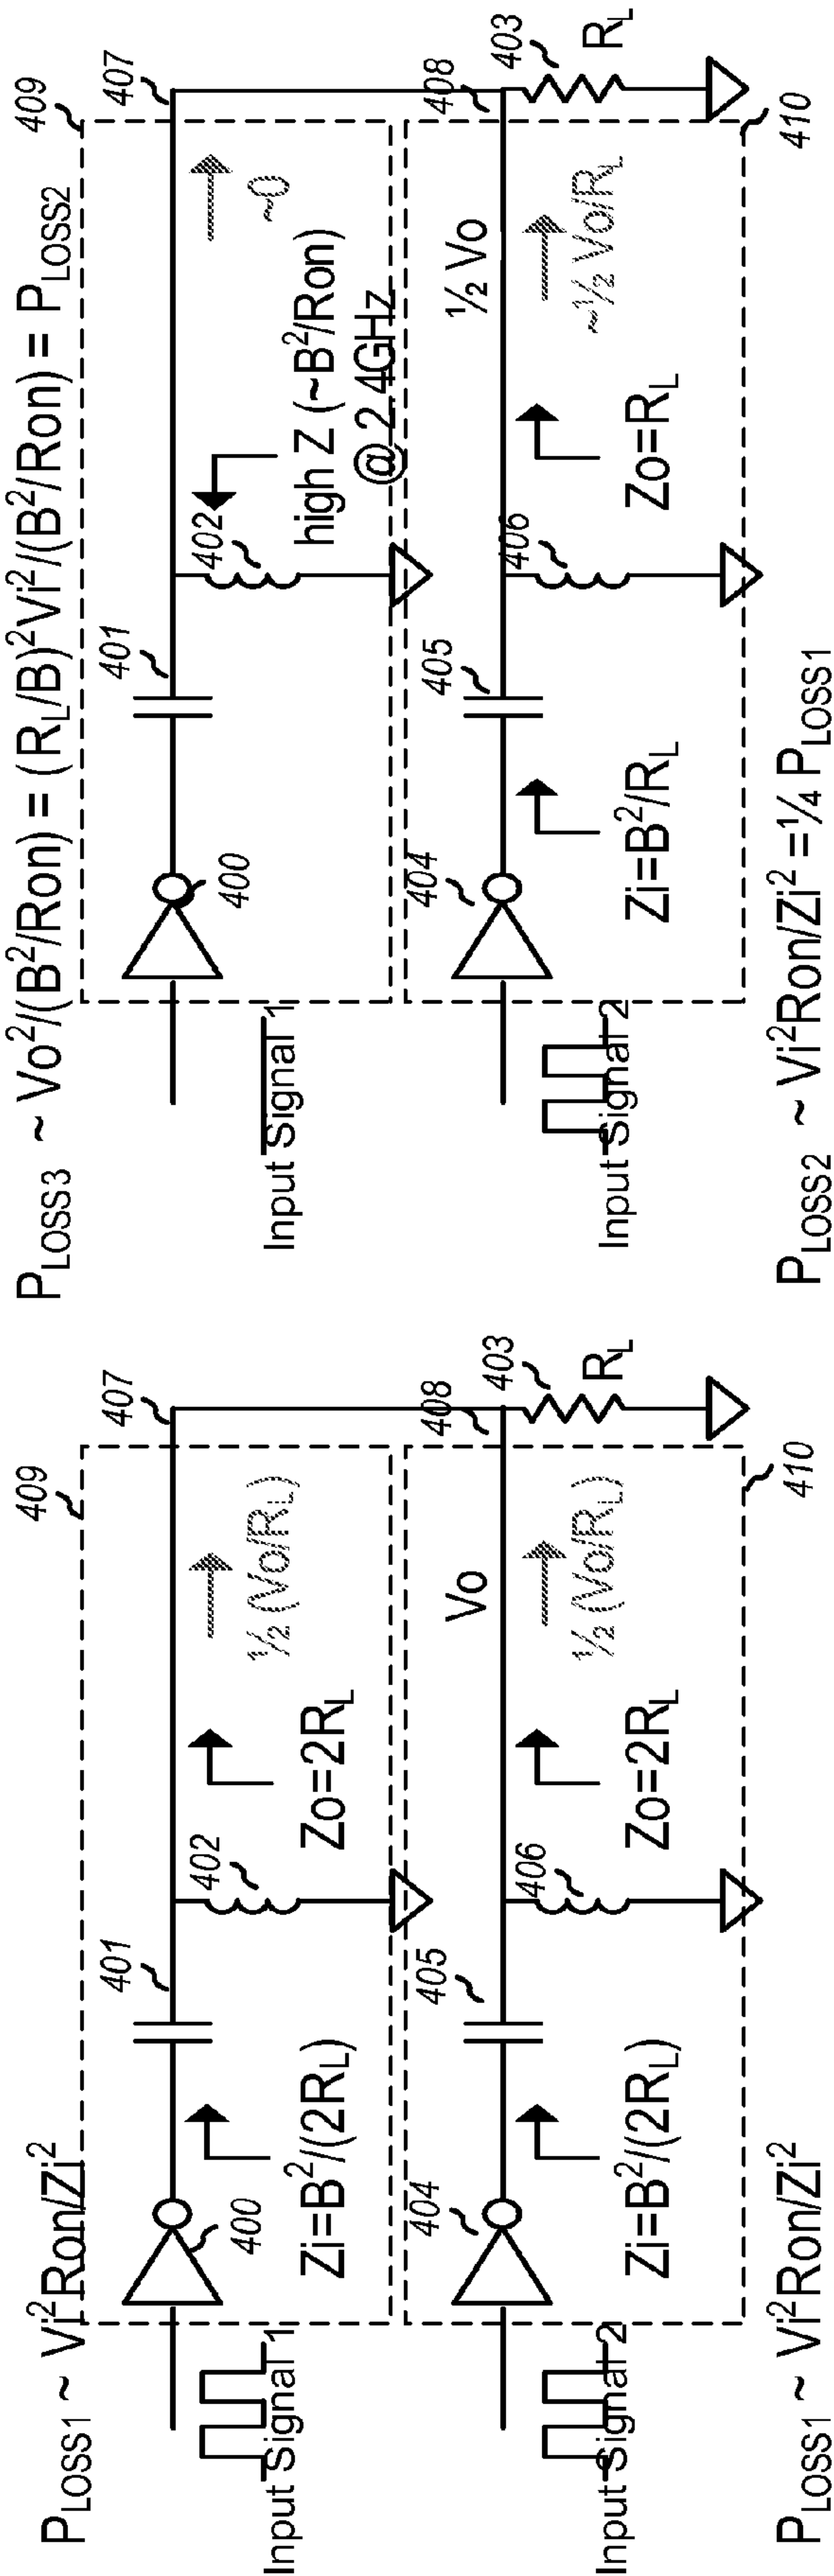 P_LOSS1 ~ Vi²Ron/Zi²
409
407
401
402
400
½ (Vo/R_L)
Zo=2R_L
Zi=B²/(2R_L)
Input Signal 1
408
403
R_L
Vo
405
406
404
½ (Vo/R_L)
Zo=2R_L
Zi=B²/(2R_L)
Input Signal 2
410
P_LOSS1 ~ Vi²Ron/Zi²
P_LOSS3 ~ Vo²/(B²/Ron) = (R_L/B)²Vi²/(B²/Ron) = P_LOSS2
409
407
401
402
400
~0
high Z (~B²/Ron)
@ 2.4GHz
Input Signal 1
408
403
R_L
½ Vo
405
406
404
~½ Vo/R_L
Zo=R_L
Zi=B²/R_L
Input Signal 2
410
P_LOSS2 ~ Vi²Ron/Zi² = ¼ P_LOSS1